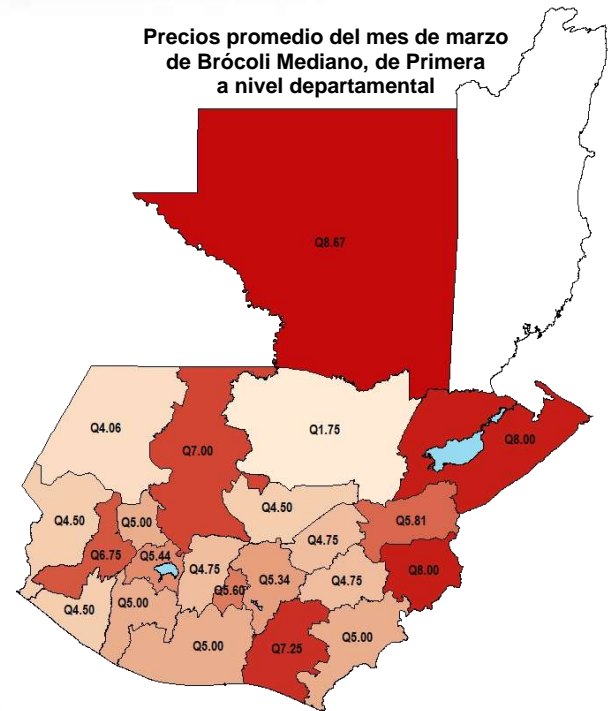 Precios promedio del mes de marzo
de Brócoli Mediano, de Primera
a nivel departamental
Q8.67
Q4.06
Q7.00
Q1.75
Q8.00
Q4.50
Q5.00
Q4.50
Q5.81
Q4.75
Q6.75
Q5.44
Q4.75
Q5.34
Q4.75
Q8.00
Q5.60
Q4.50
Q5.00
Q5.00
Q7.25
Q5.00